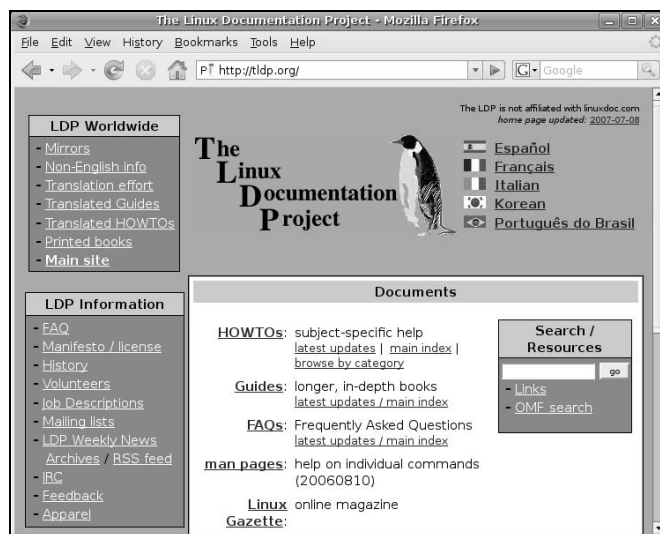 The Linux Documentation Project - Mozilla Firefox
File Edit View History Bookmarks Tools Help
http://tldp.org/
G Google
The LDP is not affiliated with linuxdoc.com
home page updated: 2007-07-08
LDP Worldwide
- Mirrors
- Non-English info
- Translation effort
- Translated Guides
- Translated HOWTOs
- Printed books
- Main site
The
Linux
Documentation
Project
Español
Français
Italian
Korean
Português do Brasil
LDP Information
- FAQ
- Manifesto / license
- History
- Volunteers
- Job Descriptions
- Mailing lists
- LDP Weekly News
Archives / RSS feed
- IRC
- Feedback
- Apparel
Documents
HOWTOs: subject-specific help
latest updates | main index |
browse by category
Guides: longer, in-depth books
latest updates / main index
FAQs: Frequently Asked Questions
latest updates / main index
man pages: help on individual commands
(20060810)
Linux online magazine
Gazette:
Search /
Resources
go
- Links
- OMF search